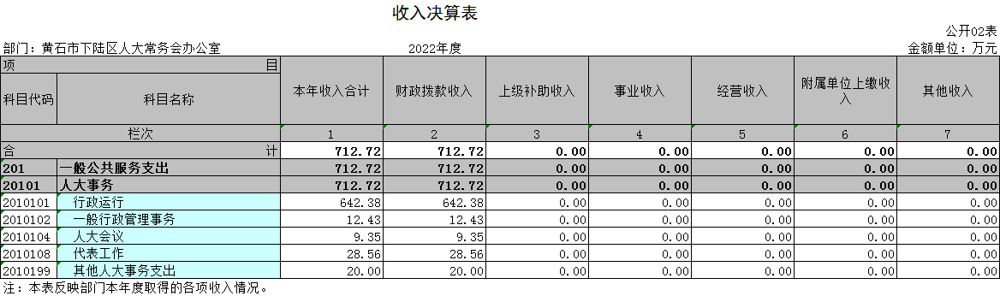 收入决算表
公开02表
部门：黄石市下陆区人大常务会办公室 2022年度 金额单位：万元
项 目 本年收入合计 财政拨款收入 上级补助收入 事业收入 经营收入 附属单位上缴收入 其他收入
科目代码 科目名称
栏次 1 2 3 4 5 6 7
合 计 712.72 712.72 0.00 0.00 0.00 0.00 0.00
201 一般公共服务支出 712.72 712.72 0.00 0.00 0.00 0.00 0.00
20101 人大事务 712.72 712.72 0.00 0.00 0.00 0.00 0.00
2010101 行政运行 642.38 642.38 0.00 0.00 0.00 0.00 0.00
2010102 一般行政管理事务 12.43 12.43 0.00 0.00 0.00 0.00 0.00
2010104 人大会议 9.35 9.35 0.00 0.00 0.00 0.00 0.00
2010108 代表工作 28.56 28.56 0.00 0.00 0.00 0.00 0.00
2010199 其他人大事务支出 20.00 20.00 0.00 0.00 0.00 0.00 0.00
注：本表反映部门本年度取得的各项收入情况。